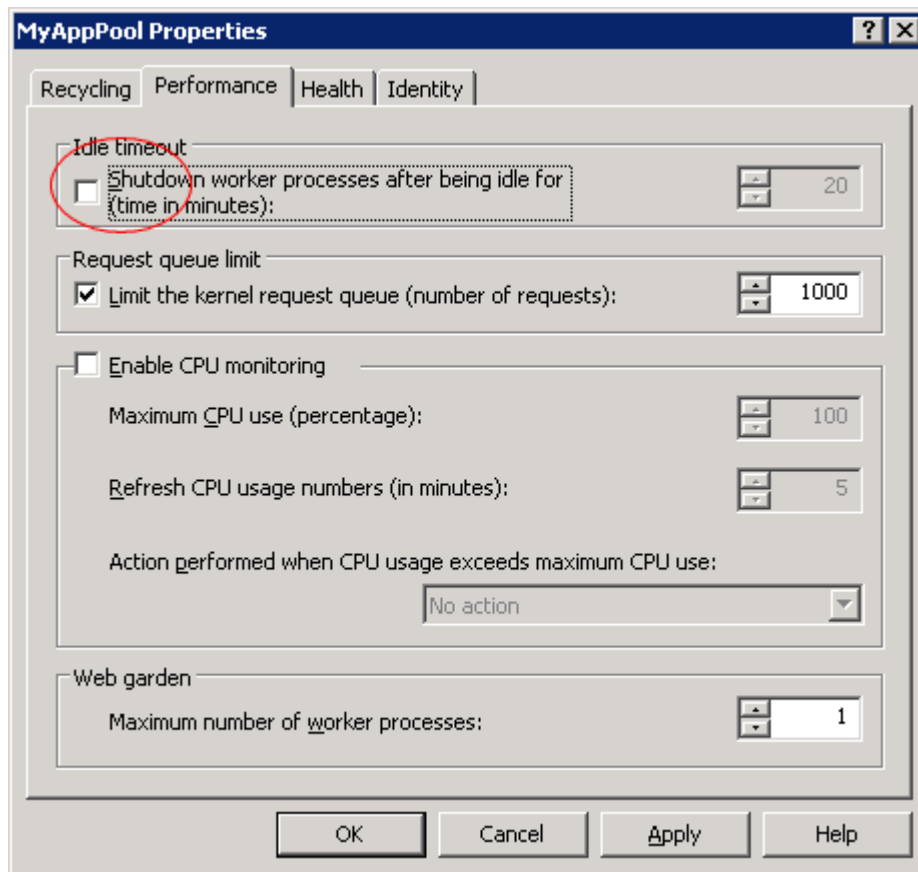 MyAppPool Properties
Recycling Performance Health Identity
Idle timeout
Shutdown worker processes after being idle for
(time in minutes):
20
Request queue limit
Limit the kernel request queue (number of requests): 1000
Enable CPU monitoring
Maximum CPU use (percentage): 100
Refresh CPU usage numbers (in minutes): 5
Action performed when CPU usage exceeds maximum CPU use:
No action
Web garden
Maximum number of worker processes: 1
OK Cancel Apply Help